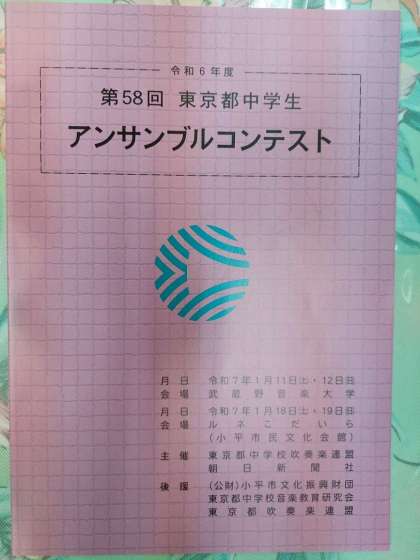 令和6年度
第58回 東京都中学生
アンサンブルコンテスト
月日 令和7年1月11日㈯・12日㈰
会場 武蔵野音楽大学
月日 令和7年1月18日㈯・19日㈰
会場 ルネこだいら
(小平市民文化会館)
主催 東京都中学校吹奏楽連盟
朝日新聞社
後援 (公財)小平市文化振興財団
東京都中学校音楽教育研究会
東京都吹奏楽連盟